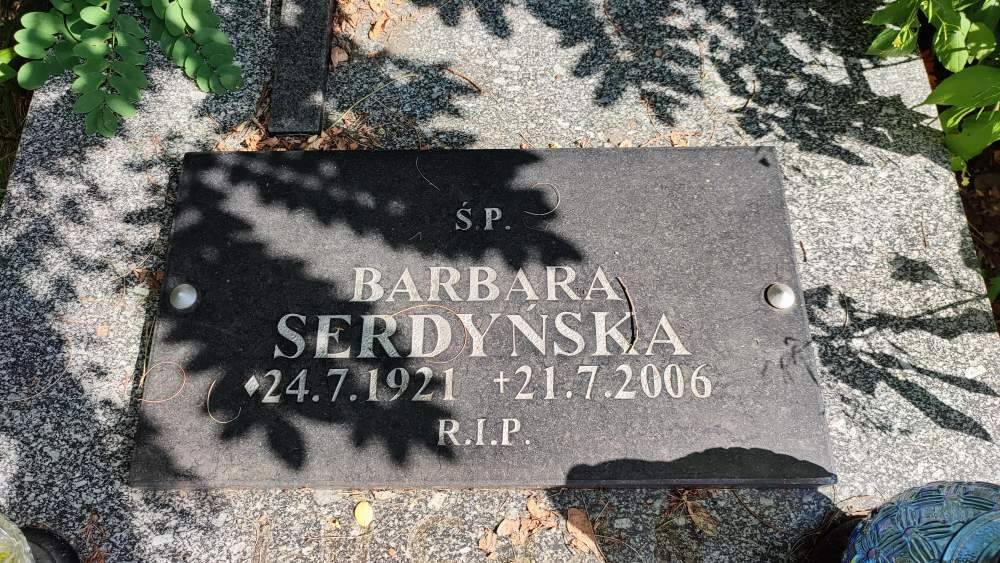 Ś.P.
BARBARA
SERDYŃSKA
♦24.7.1921 +21.7.2006
R.I.P.